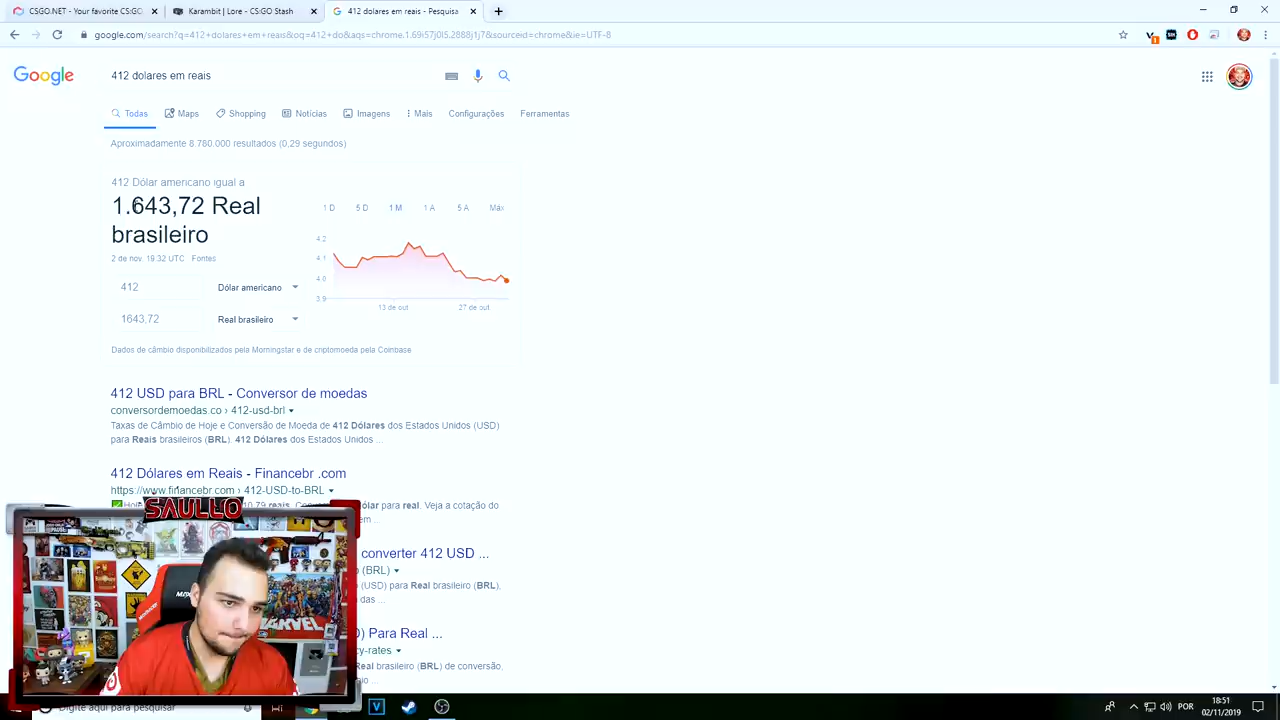 CSGO.NET - Your favorite CS:GC
Karambit | Lore - CS:GO Stash
412 dolares em reais - Pesquisa
google.com/search?q=412+dolares+em+reais&oq=412+do&aqs=chrome.1.69i57j0l5.2888j1j7&sourceid=chrome&ie=UTF-8
Google
412 dolares em reais
Todas Maps Shopping Notícias Imagens Mais Configurações Ferramentas
Aproximadamente 8.780.000 resultados (0,29 segundos)
412 Dólar americano igual a
1.643,72 Real
brasileiro
2 de nov. 19:32 UTC Fontes
1 D 5 D 1 M 1 A 5 A Máx
4.2
4.1
4.0
3.9
13 de out 27 de out
412 Dólar americano
1643,72 Real brasileiro
Dados de câmbio disponibilizados pela Morningstar e de criptomoeda pela Coinbase
412 USD para BRL - Conversor de moedas
conversordemoedas.co › 412-usd-brl
Taxas de Câmbio de Hoje e Conversão de Moeda de 412 Dólares dos Estados Unidos (USD)
para Reais brasileiros (BRL). 412 Dólares dos Estados Unidos ...
412 Dólares em Reais - Financebr .com
https://www.financebr.com › 412-USD-to-BRL
reais. para real. Veja a cotação do
em ...
converter 412 USD ...
(BRL)
(USD) para Real brasileiro (BRL),
das ...
Para Real ...
Real brasileiro (BRL) de conversão,
SAULLO
MARVEL
Digite aqui para pesquisar
POR
18:51
02/11/2019